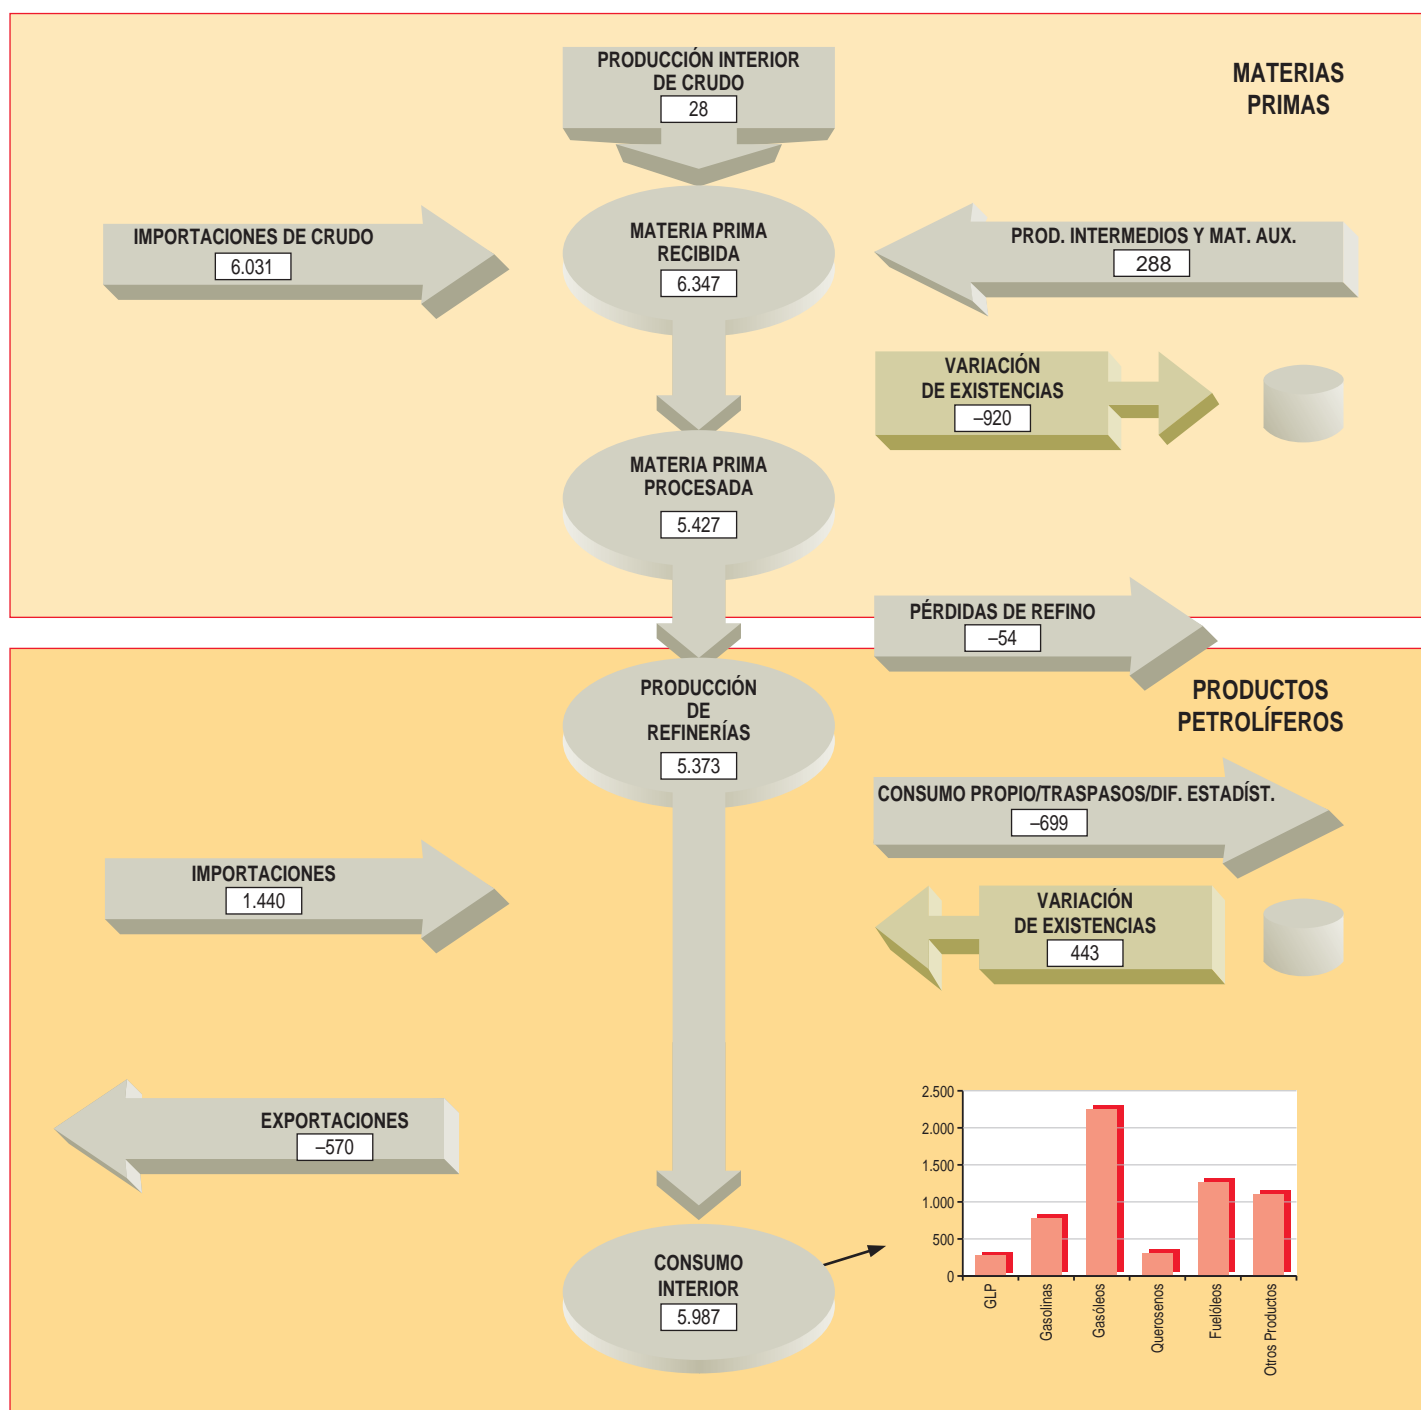 PRODUCCIÓN INTERIOR
DE CRUDO
28
MATERIAS
PRIMAS
IMPORTACIONES DE CRUDO
6.031
MATERIA PRIMA
RECIBIDA
6.347
PROD. INTERMEDIOS Y MAT. AUX.
288
VARIACIÓN
DE EXISTENCIAS
–920
MATERIA PRIMA
PROCESADA
5.427
PÉRDIDAS DE REFINO
–54
PRODUCTOS
PETROLÍFEROS
PRODUCCIÓN
DE
REFINERÍAS
5.373
CONSUMO PROPIO/TRASPASOS/DIF. ESTADÍST.
–699
IMPORTACIONES
1.440
VARIACIÓN
DE EXISTENCIAS
443
EXPORTACIONES
–570
CONSUMO
INTERIOR
5.987
2.500
2.000
1.500
1.000
500
0
GLP
Gasolinas
Gasóleos
Querosenos
Fuelóleos
Otros Productos